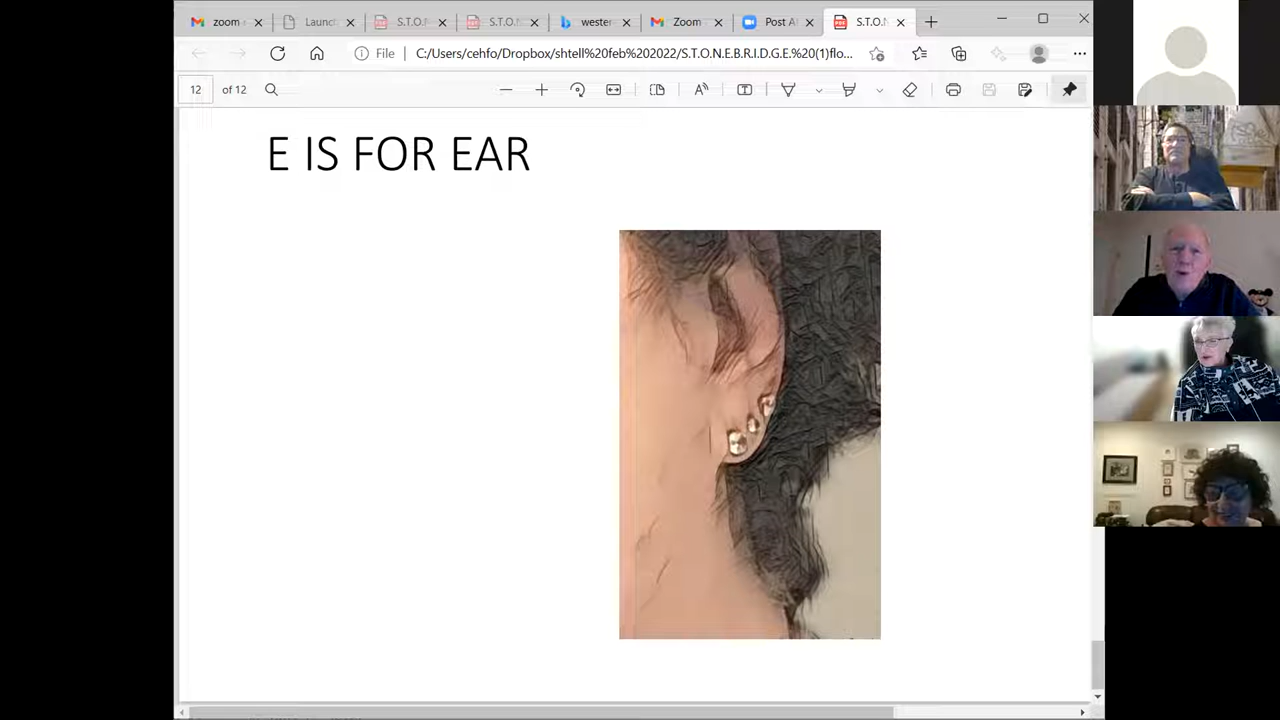 zoom
Launc
S.T.O.N
S.T.O.N
wester
Zoom
Post A
S.T.O.N
File C:/Users/cehfo/Dropbox/shtell%20feb%202022/S.T.O.N.E.B.R.I.D.G.E.%20(1)flo...
12 of 12
E IS FOR EAR